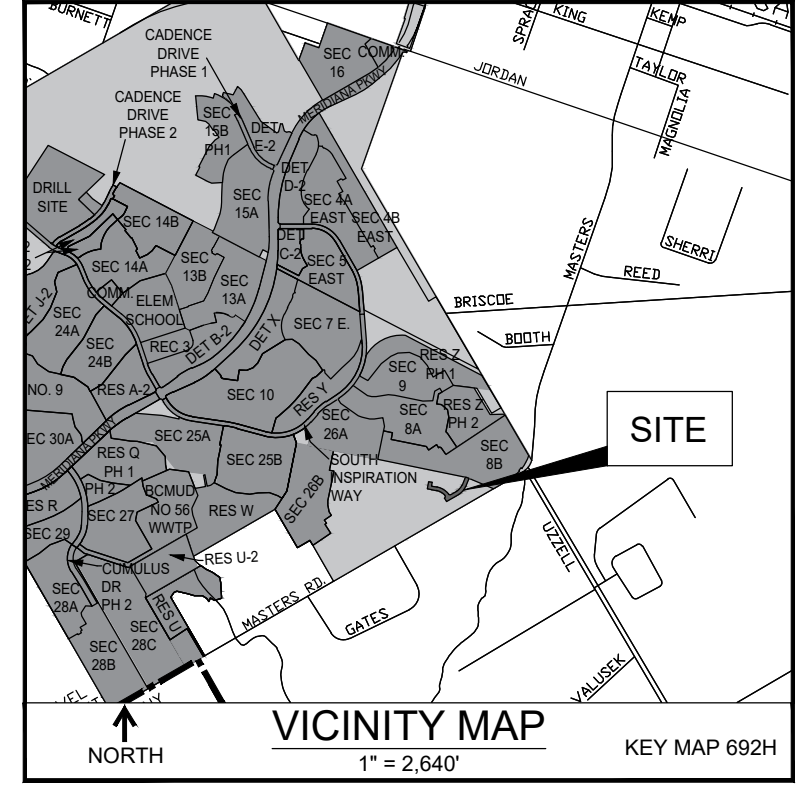 BURNETT
CADENCE
DRIVE
PHASE 1
CADENCE
DRIVE
PHASE 2
SEC
16
COMM.
MERIDIANA PKWY
KING
KEMP
JORDAN
TAYLOR
MAGNOLIA
SEC
15B
PH1
DET
E-2
DET
D-2
DRILL
SITE
SEC
15A
SEC 4A
EAST
SEC 4B
EAST
SHERRI
MASTERS
REED
SEC 14B
DET
C-2
SEC 5
EAST
SEC 14A
SEC
13B
SEC
13A
BRISCOE
BOOTH
COMM.
ELEM
SCHOOL
SEC
24A
SEC
24B
REC 3
DET B-2
DET X
SEC 7 E.
RES Z
PH 1
SEC
9
NO. 9
RES A-2
SEC 10
RES Y
SEC
8A
RES Z
PH 2
SITE
SEC
26A
SEC
8B
MERIDIANA PKWY
SEC 25A
SEC 25B
RES Q
PH 1
SOUTH
INSPIRATION
WAY
PH 2
SEC 27
BCMUD
NO 56
WWTP
RES W
SEC 26B
SEC 29
UZZELL
RES U-2
CUMULUS
DR
PH 2
SEC
28A
RES U
MASTERS RD.
GATES
SEC
28C
SEC
28B
VALUSEK
NORTH
VICINITY MAP
1" = 2,640'
KEY MAP 692H